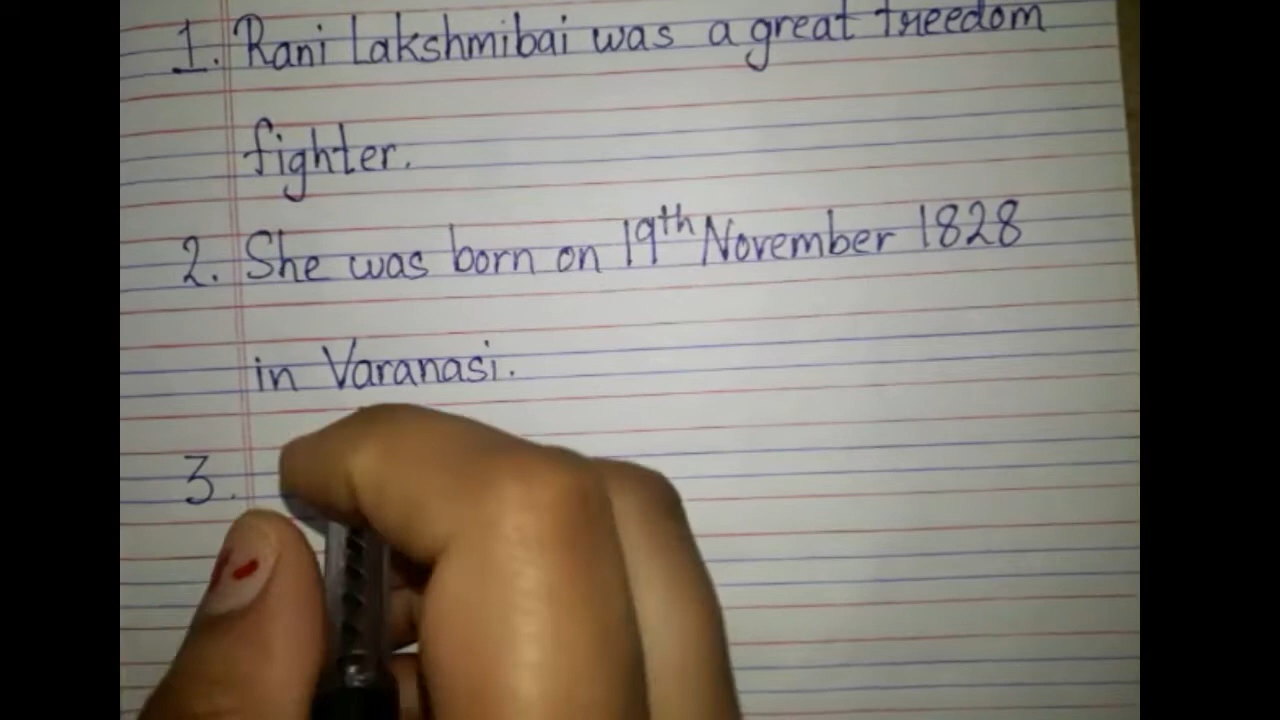 1. Rani Lakshmibai was a great freedom
fighter.
2. She was born on 19th November 1828
in Varanasi.
3.